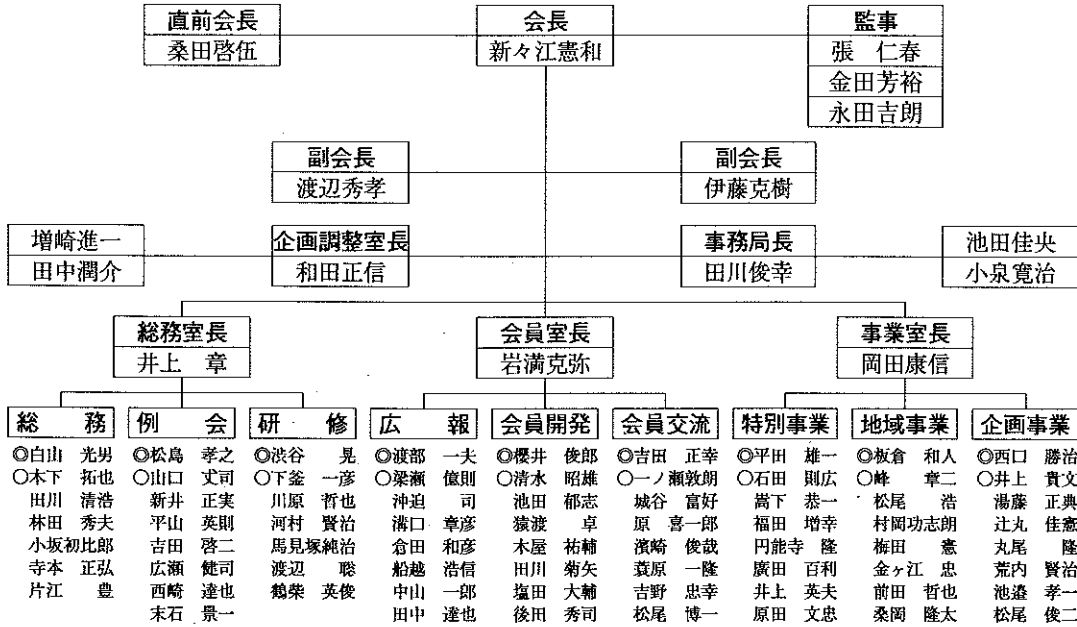 直前会長 会長 監事
桑田啓伍 新々江憲和 張 仁春
金田芳裕
永田吉朗
副会長 副会長
渡辺秀孝 伊藤克樹
増崎進一 企画調整室長 事務局長 池田佳央
田中潤介 和田正信 田川俊幸 小泉寛治
総務室長 会員室長 事業室長
井上 章 岩満克弥 岡田康信
総務 例会 研修 広報 会員開発 会員交流 特別事業 地域事業 企画事業
◎白山 光男 ◎松島 孝之 ◎渋谷 晃 ◎渡部 一夫 ◎櫻井 俊郎 ◎吉田 正幸 ◎平田 雄一 ◎板倉 和人 ◎西口 勝治
○木下 拓也 ○山口 丈司 ○下釜 一彦 ○梁瀬 億則 ○清水 昭雄 ○一ノ瀬敦朗 ○石田 則広 ○峰 章二 ○井上 貴文
田川 清浩 新井 正実 川原 哲也 沖迫 司 池田 郁志 城谷 富好 嵩下 恭一 松尾 浩 湯藤 正典
林田 秀夫 平山 英則 河村 賢治 溝口 章彦 猿渡 卓 原 喜一郎 福田 増幸 村岡功志朗 辻丸 佳憲
小坂初比郎 吉田 啓二 馬見塚純治 倉田 和彦 木屋 祐輔 濱崎 俊哉 円能寺 隆 梅田 憲 丸尾 隆
寺本 正弘 広瀬 健司 渡辺 聡 船越 浩信 田川 菊矢 蓑原 一隆 廣田 百利 金ヶ江 忠 荒内 賢治
片江 豊 西崎 達也 鶴柴 英俊 中山 一郎 塩田 大輔 吉野 忠幸 井上 英夫 前田 哲也 池邉 孝一
末石 景一 田中 達也 後田 秀司 松尾 博一 原田 文忠 桑岡 隆太 松尾 俊二